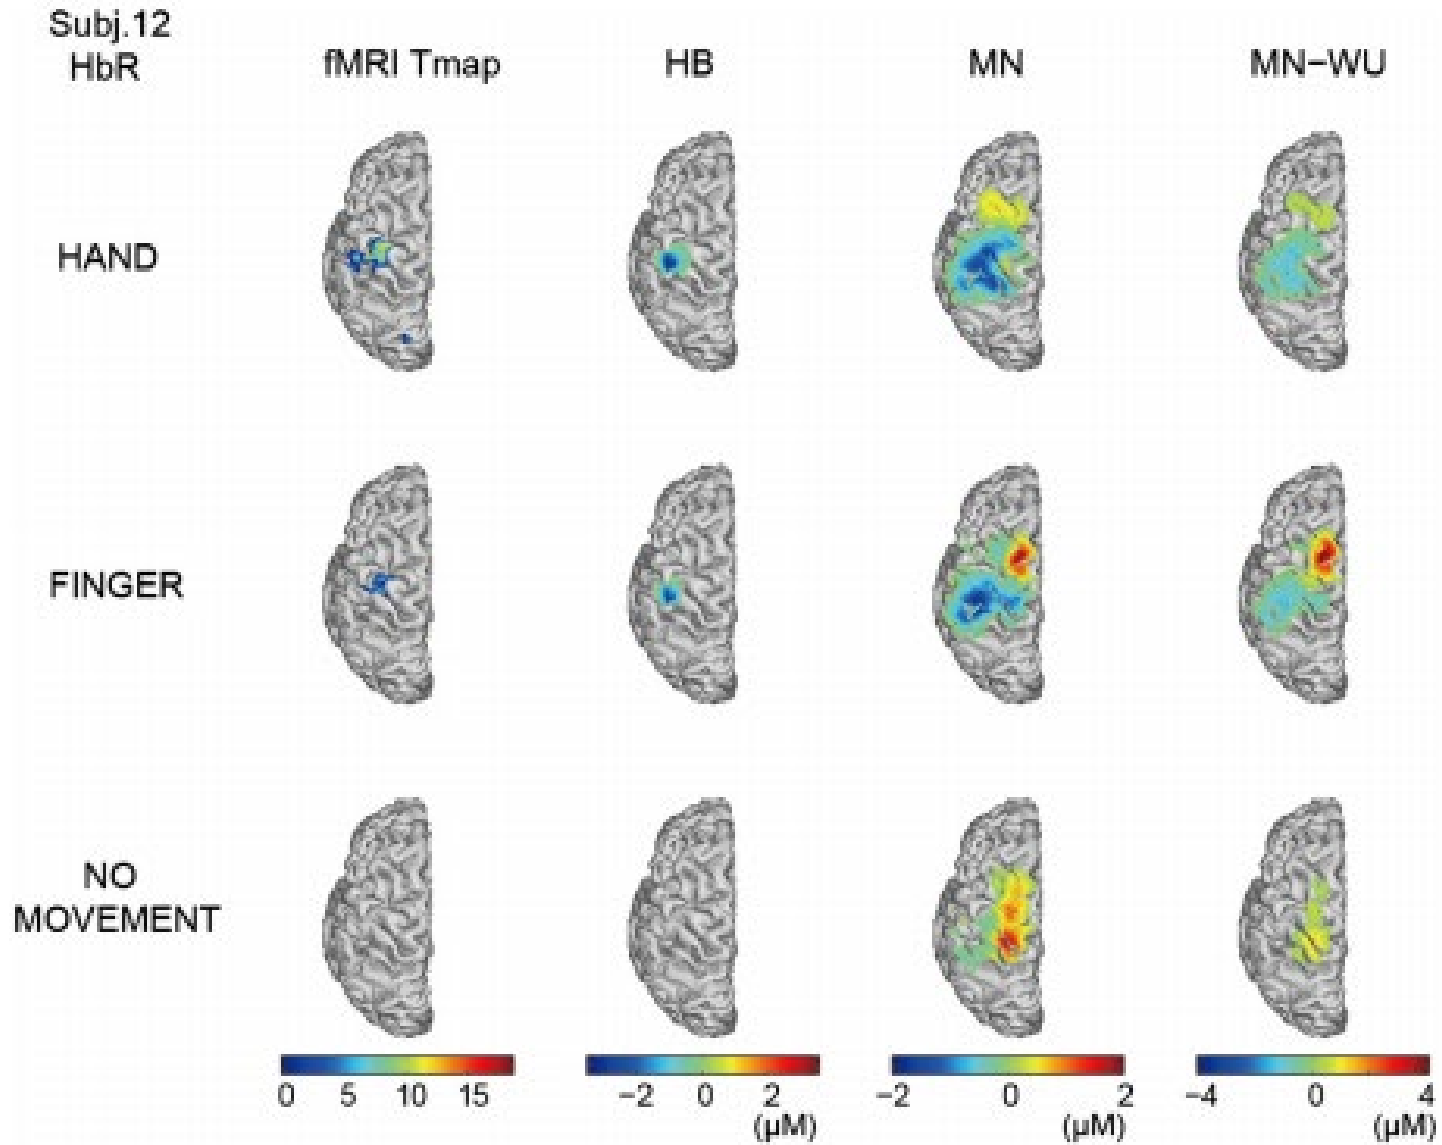 Subj.12
HbR
fMRI Tmap HB MN MN−WU
HAND
FINGER
NO
MOVEMENT
0 5 10 15 −2 0 2 −2 0 2 −4 0 4
(μM) (μM) (μM)